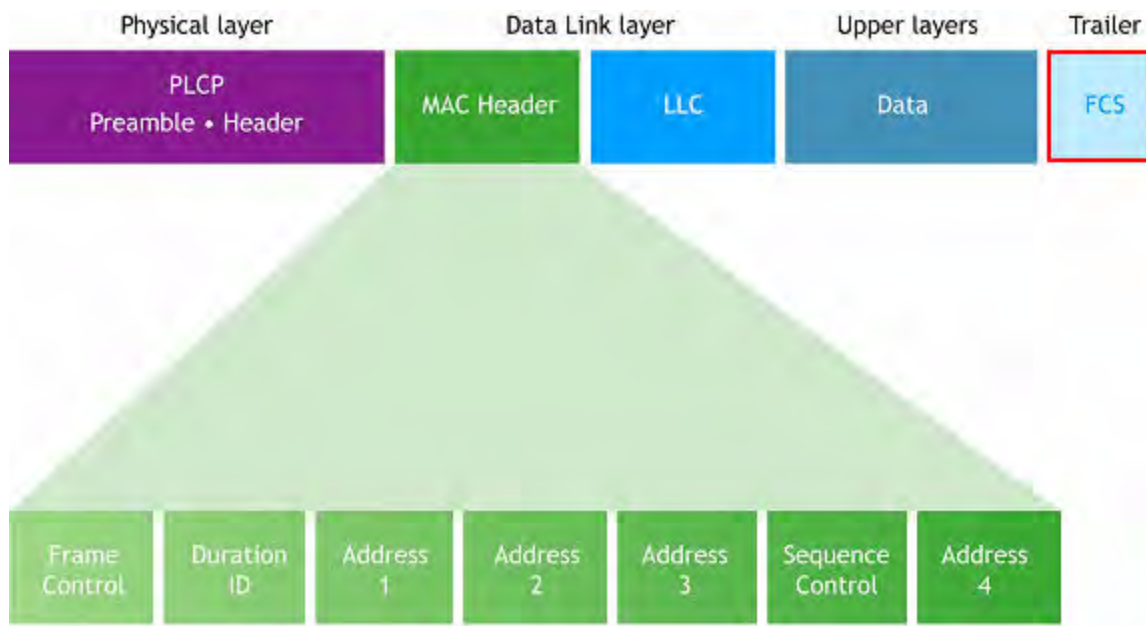 Physical layer
Data Link layer
Upper layers
Trailer
PLCP
Preamble • Header
MAC Header
LLC
Data
FCS
Frame
Control
Duration
ID
Address
1
Address
2
Address
3
Sequence
Control
Address
4